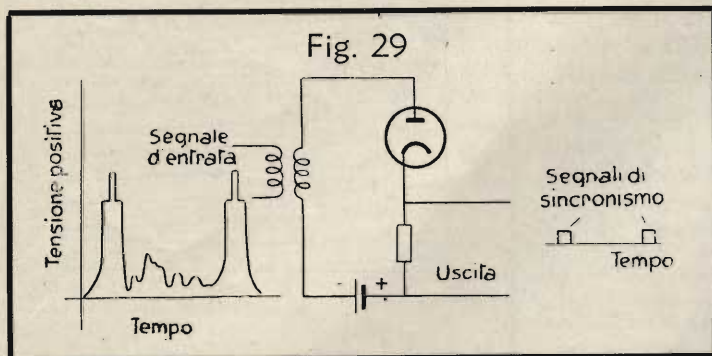 Fig. 29
Tensione positiva
Segnale
d'entrata
Tempo
- +
Uscita
Segnali di
sincronismo
Tempo